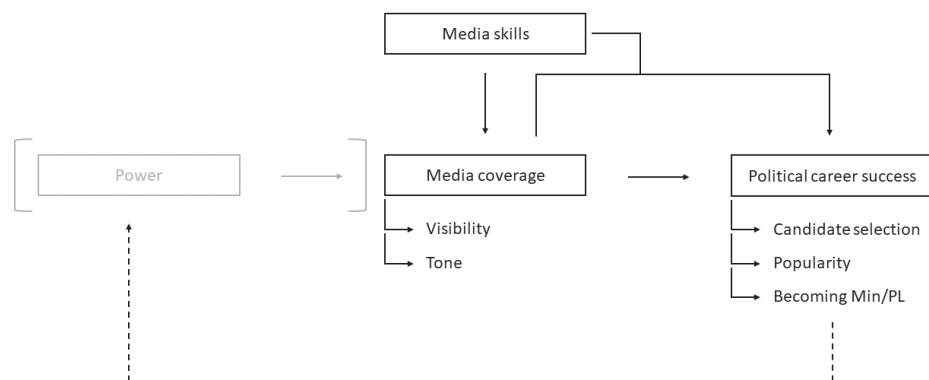 Media skills
Power
Media coverage
Political career success
Visibility
Candidate selection
Tone
Popularity
Becoming Min/PL